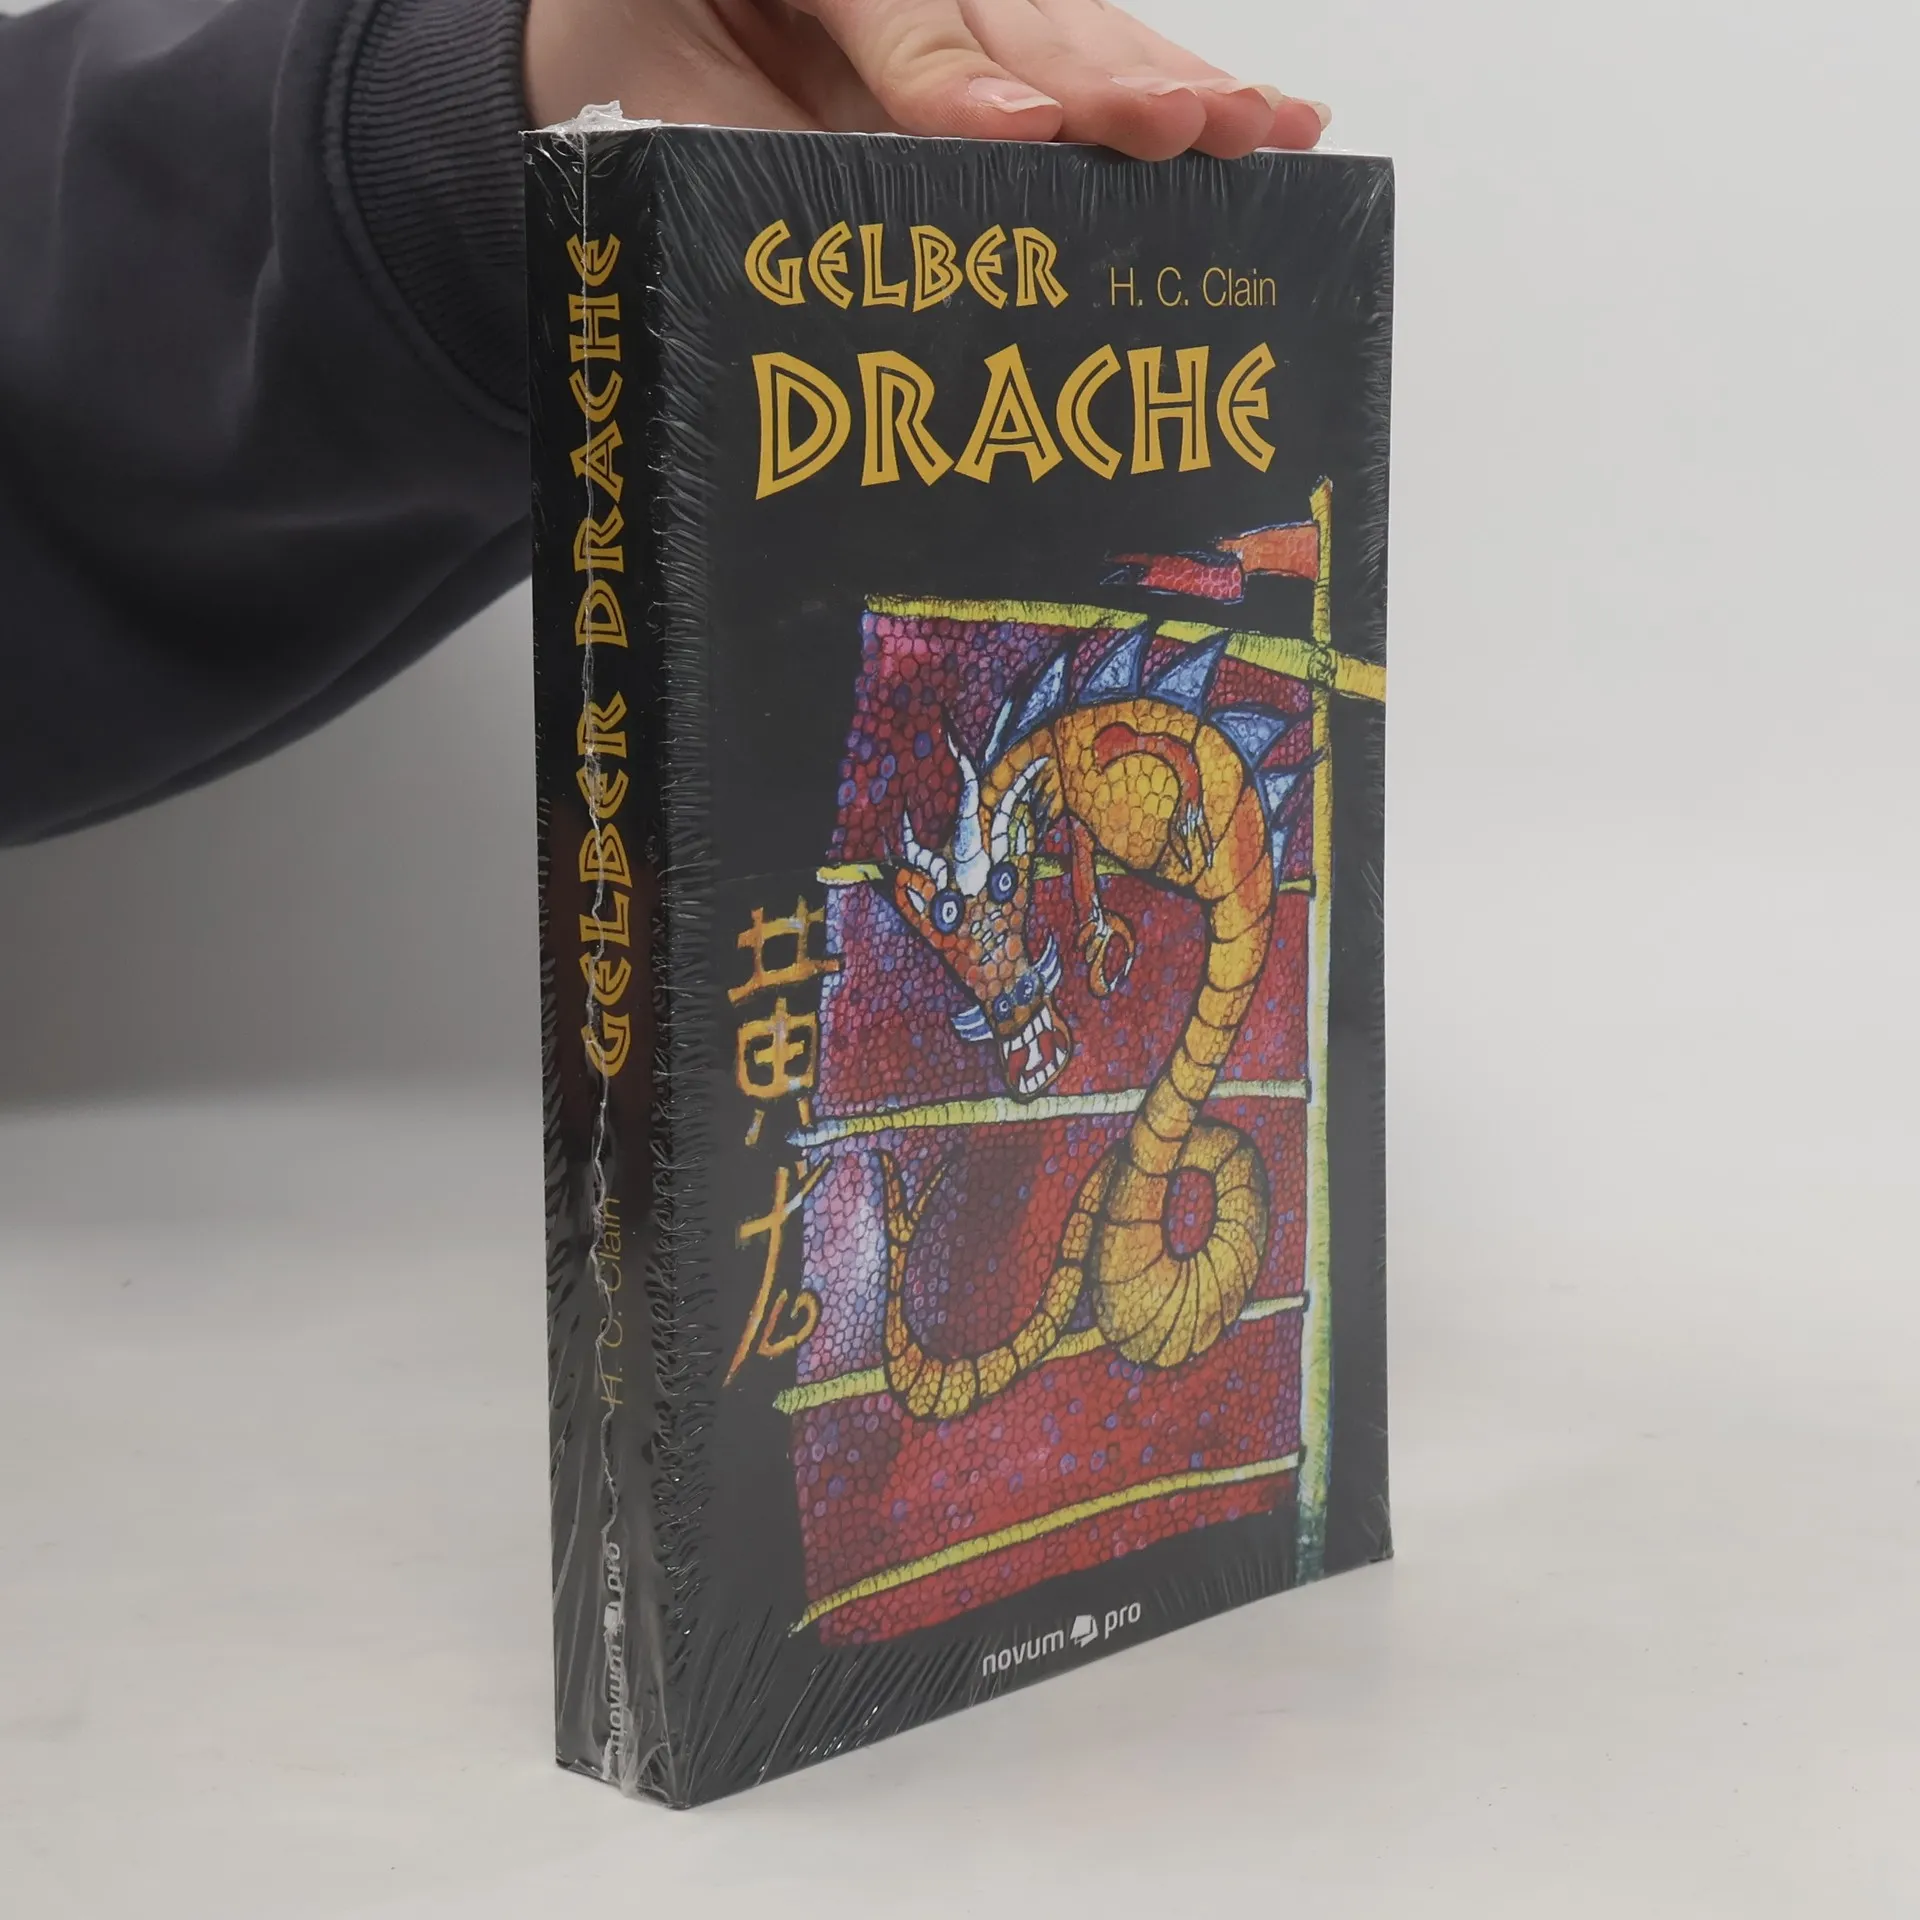 GELBER
H. C. Clain
DRACHE
黄龙
novum pro
GELBER DRACHE
H. C. Clain
novum pro